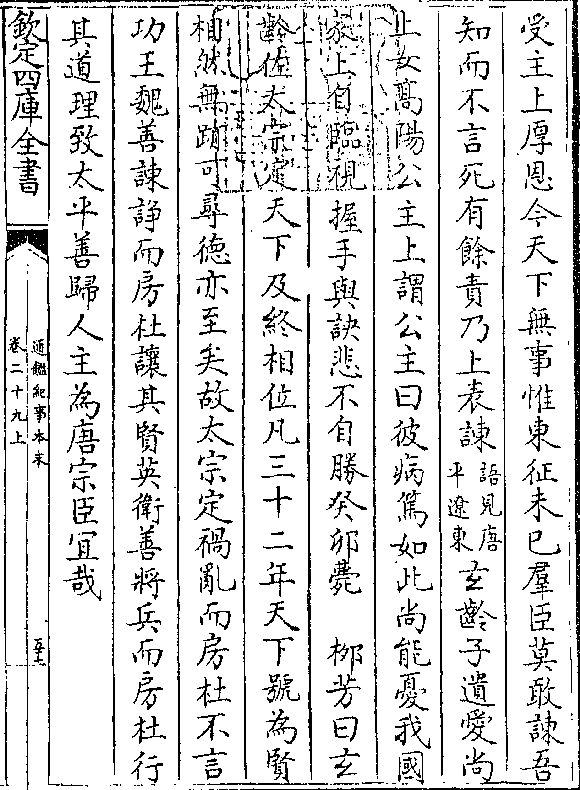 受主上厚恩今天下無事惟東征未已羣臣莫敢諫吾
知而不言死有餘責乃上表諫語見唐平遼東玄齡子遺愛尚
上女髙陽公主上謂公主曰彼病篤如此尚能憂我國
家上自臨視握手與訣悲不自勝癸卯薨　柳芳曰玄
齡佐太宗定天下及終相位凡三十二年天下號為賢
相然無跡可尋德亦至矣故太宗定禍亂而房杜不言
功王魏善諫諍而房杜讓其賢英衛善將兵而房杜行
其道理致太平善歸人主為唐宗臣宜哉
欽定四庫全書
通鑑紀事本末
卷二十九上